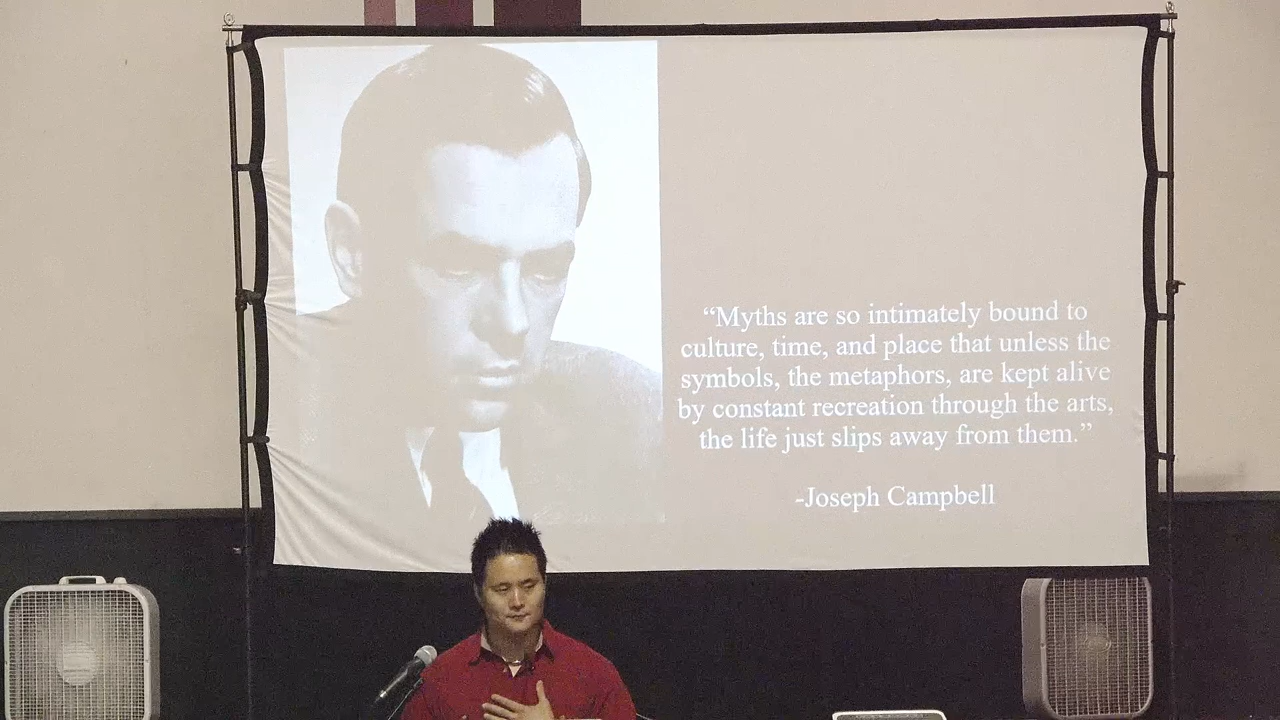 “Myths are so intimately bound to
culture, time, and place that unless the
symbols, the metaphors, are kept alive
by constant recreation through the arts,
the life just slips away from them.”
-Joseph Campbell